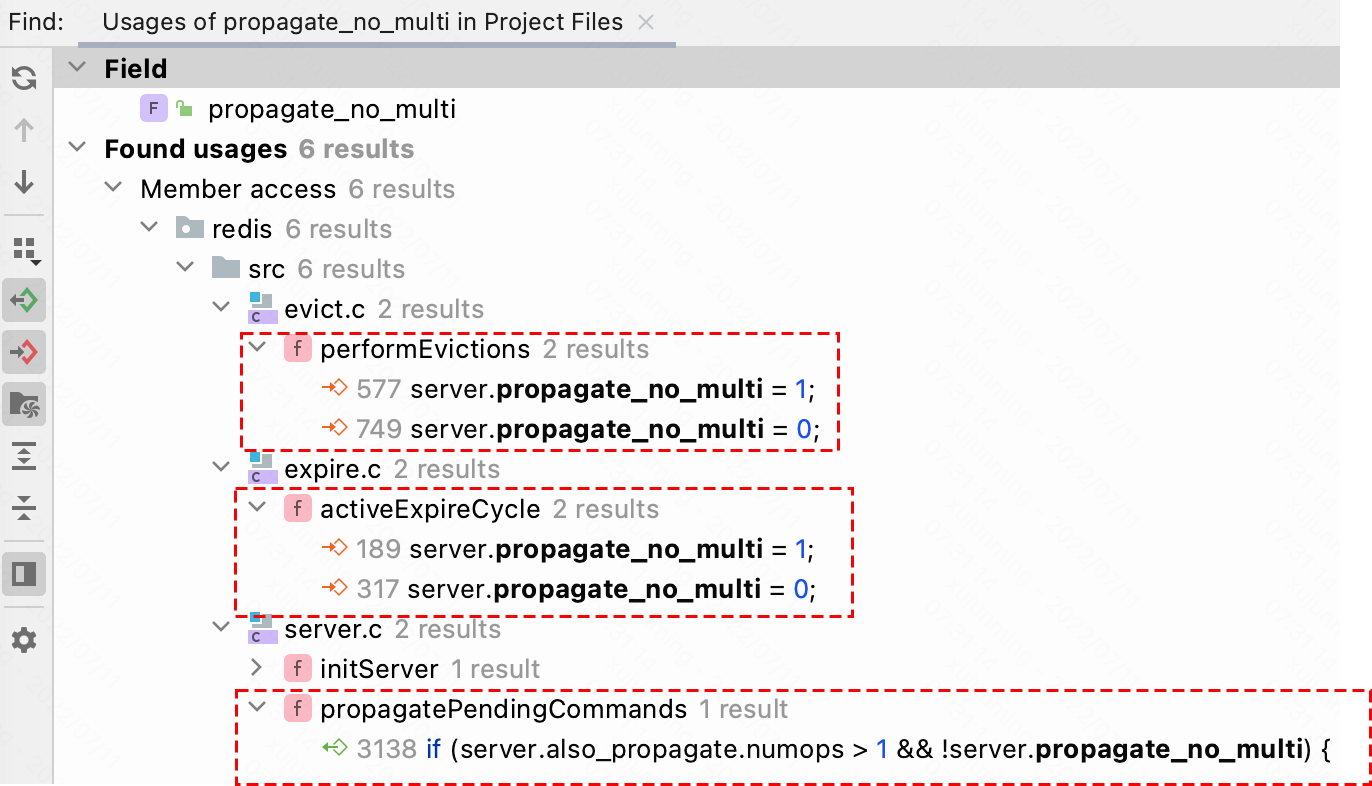 Find: Usages of propagate_no_multi in Project Files
Field
F propagate_no_multi
Found usages 6 results
Member access 6 results
redis 6 results
src 6 results
C evict.c 2 results
f performEvictions 2 results
577 server.propagate_no_multi = 1;
749 server.propagate_no_multi = 0;
C expire.c 2 results
f activeExpireCycle 2 results
189 server.propagate_no_multi = 1;
317 server.propagate_no_multi = 0;
C server.c 2 results
f initServer 1 result
f propagatePendingCommands 1 result
3138 if (server.also_propagate.numops > 1 && !server.propagate_no_multi) {